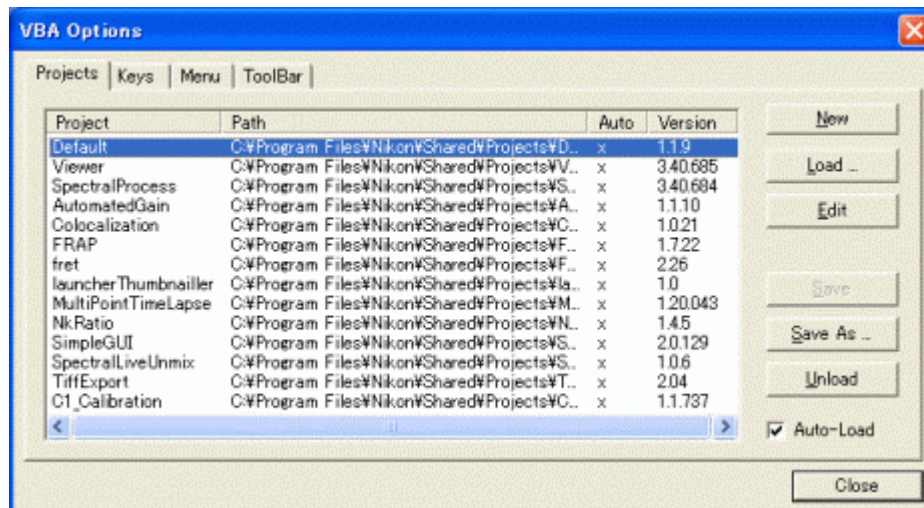 VBA Options
Projects Keys Menu ToolBar
Project Path Auto Version
Default C:¥Program Files¥Nikon¥Shared¥Projects¥D... x 1.1.9
Viewer C:¥Program Files¥Nikon¥Shared¥Projects¥V... x 3.40.685
SpectralProcess C:¥Program Files¥Nikon¥Shared¥Projects¥S... x 3.40.684
AutomatedGain C:¥Program Files¥Nikon¥Shared¥Projects¥A... x 1.1.10
Colocalization C:¥Program Files¥Nikon¥Shared¥Projects¥C... x 1.0.21
FRAP C:¥Program Files¥Nikon¥Shared¥Projects¥F... x 1.7.22
fret C:¥Program Files¥Nikon¥Shared¥Projects¥F... x 2.26
launcherThumbnailler C:¥Program Files¥Nikon¥Shared¥Projects¥la... x 1.0
MultiPointTimeLapse C:¥Program Files¥Nikon¥Shared¥Projects¥M... x 1.20.043
NkRatio C:¥Program Files¥Nikon¥Shared¥Projects¥N... x 1.4.5
SimpleGUI C:¥Program Files¥Nikon¥Shared¥Projects¥S... x 2.0.129
SpectralLiveUnmix C:¥Program Files¥Nikon¥Shared¥Projects¥S... x 1.0.6
TiffExport C:¥Program Files¥Nikon¥Shared¥Projects¥T... x 2.04
C1_Calibration C:¥Program Files¥Nikon¥Shared¥Projects¥C... x 1.1.737
New
Load ...
Edit
Save
Save As ...
Unload
Auto-Load
Close